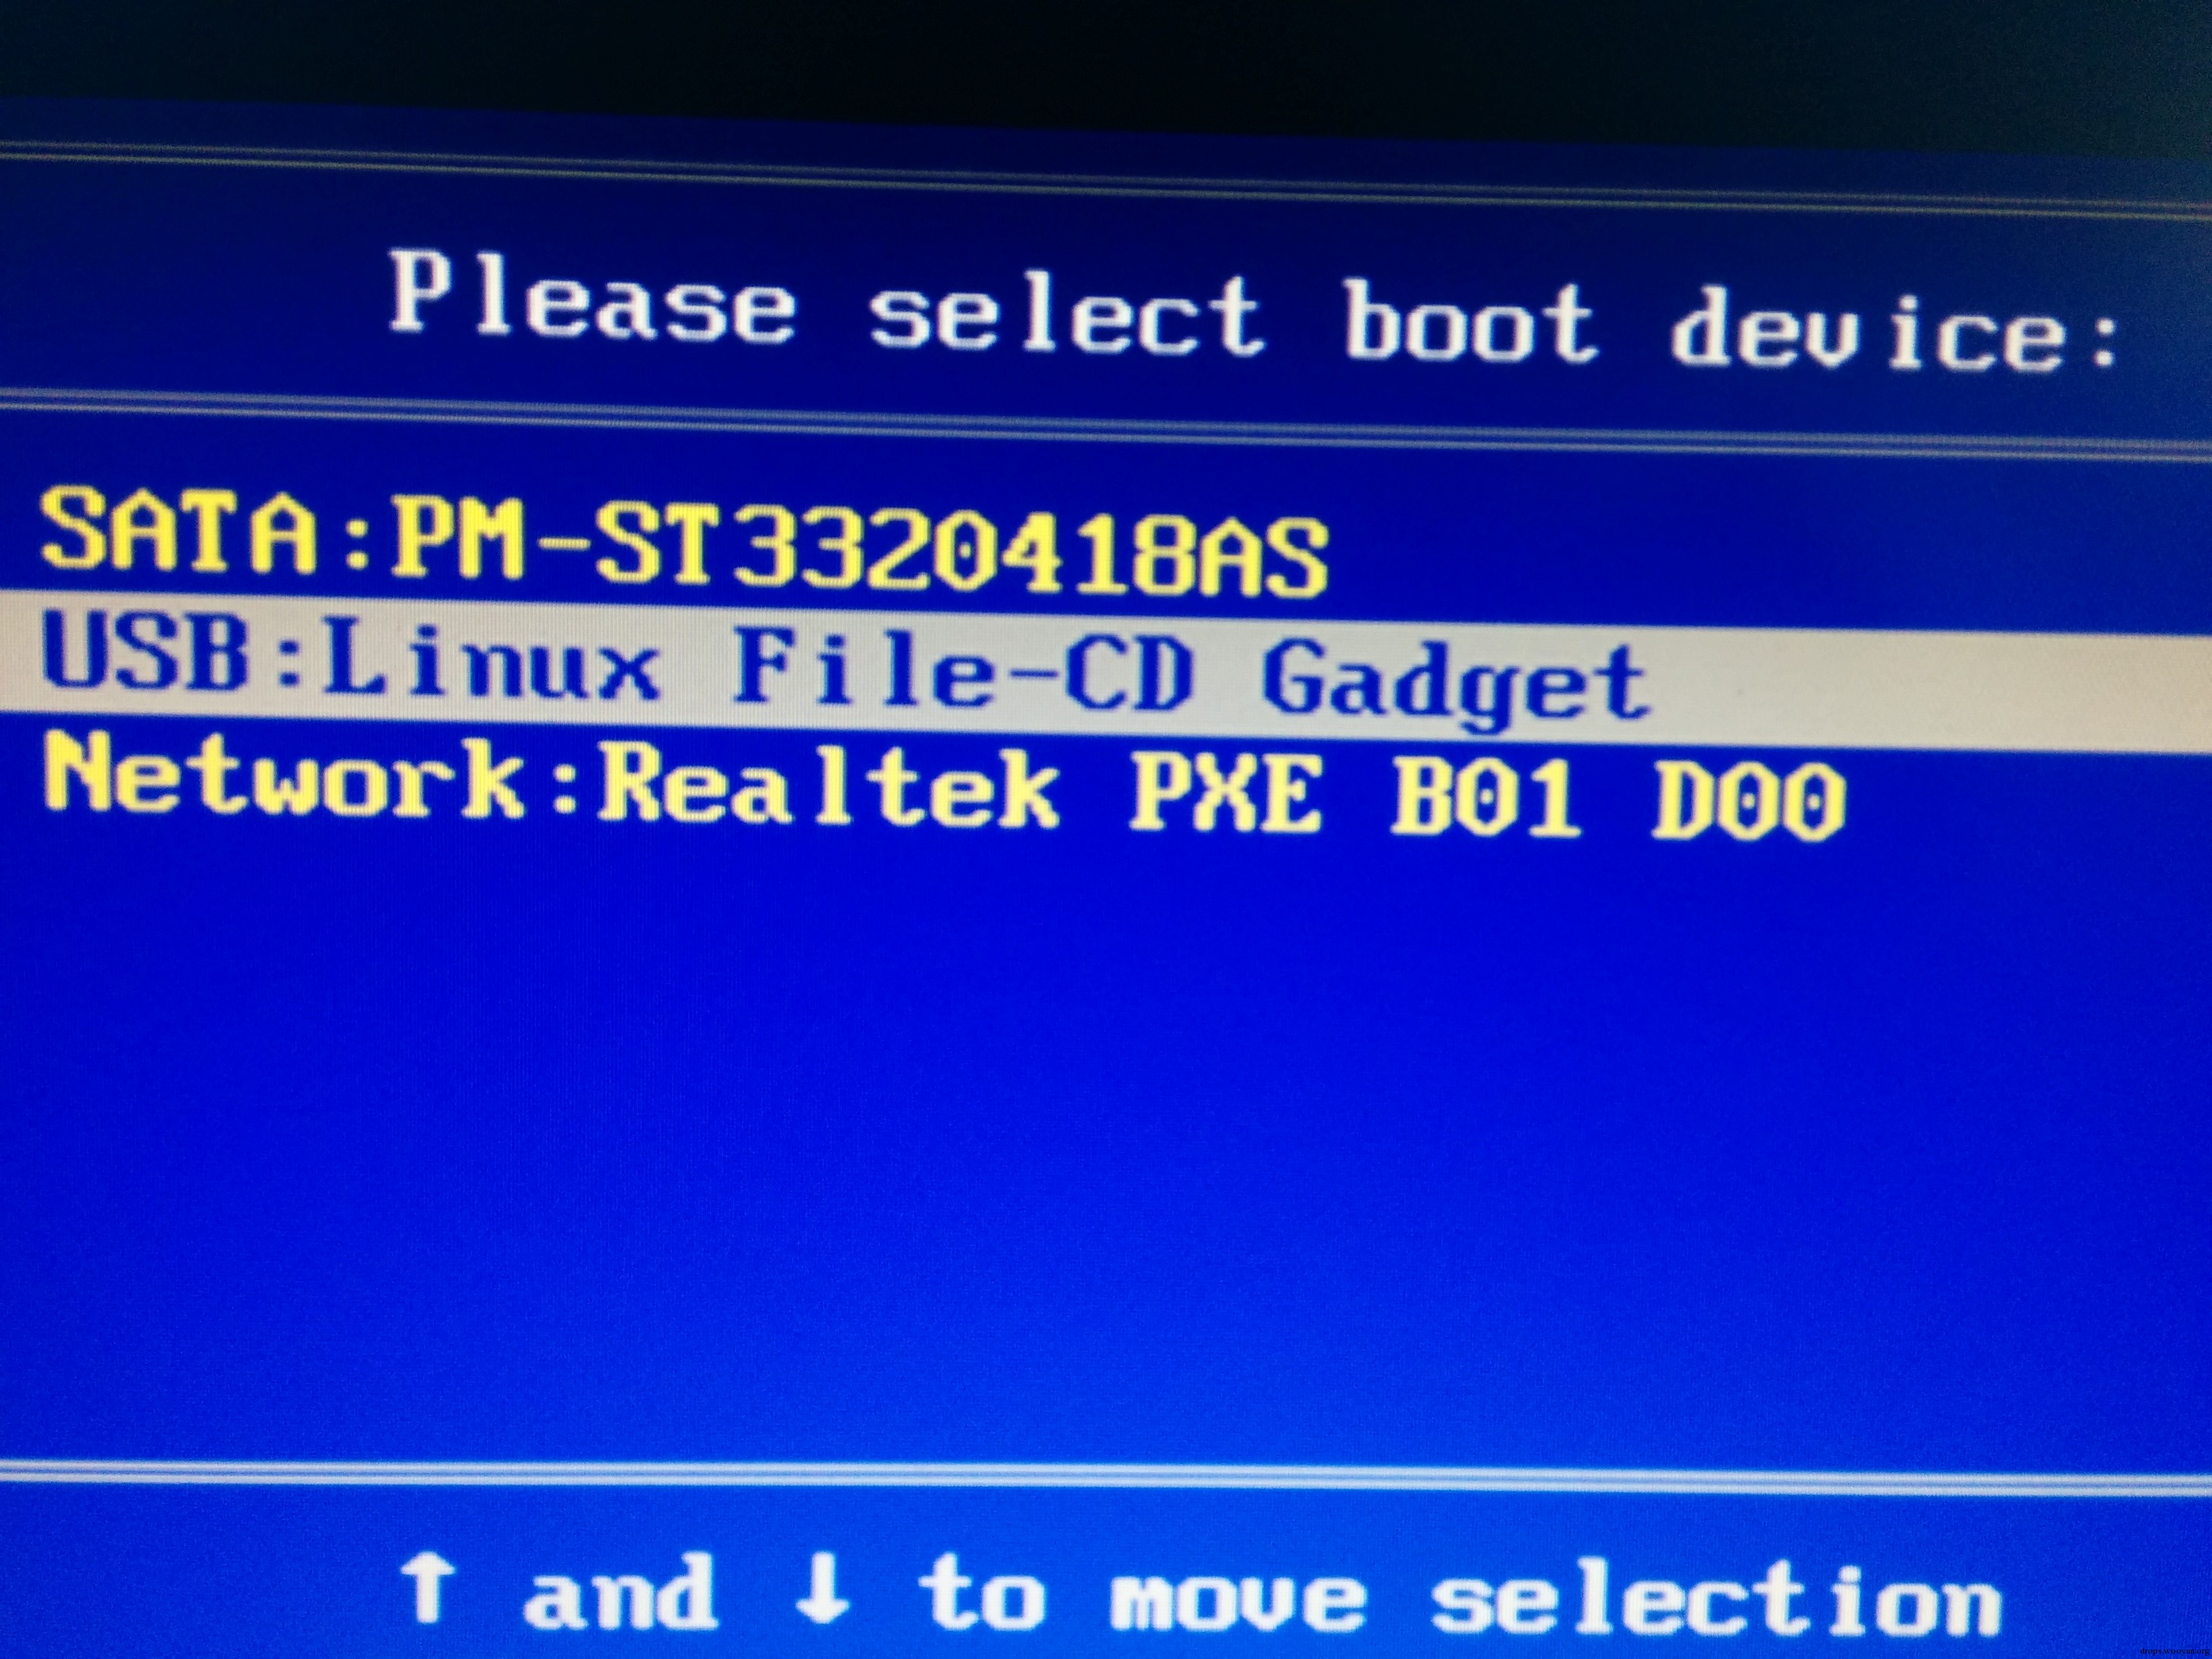 Please select boot device:
SATA:PM-ST3320418AS
USB:Linux File-CD Gadget
Network:Realtek PXE B01 D00
↑ and ↓ to move selection